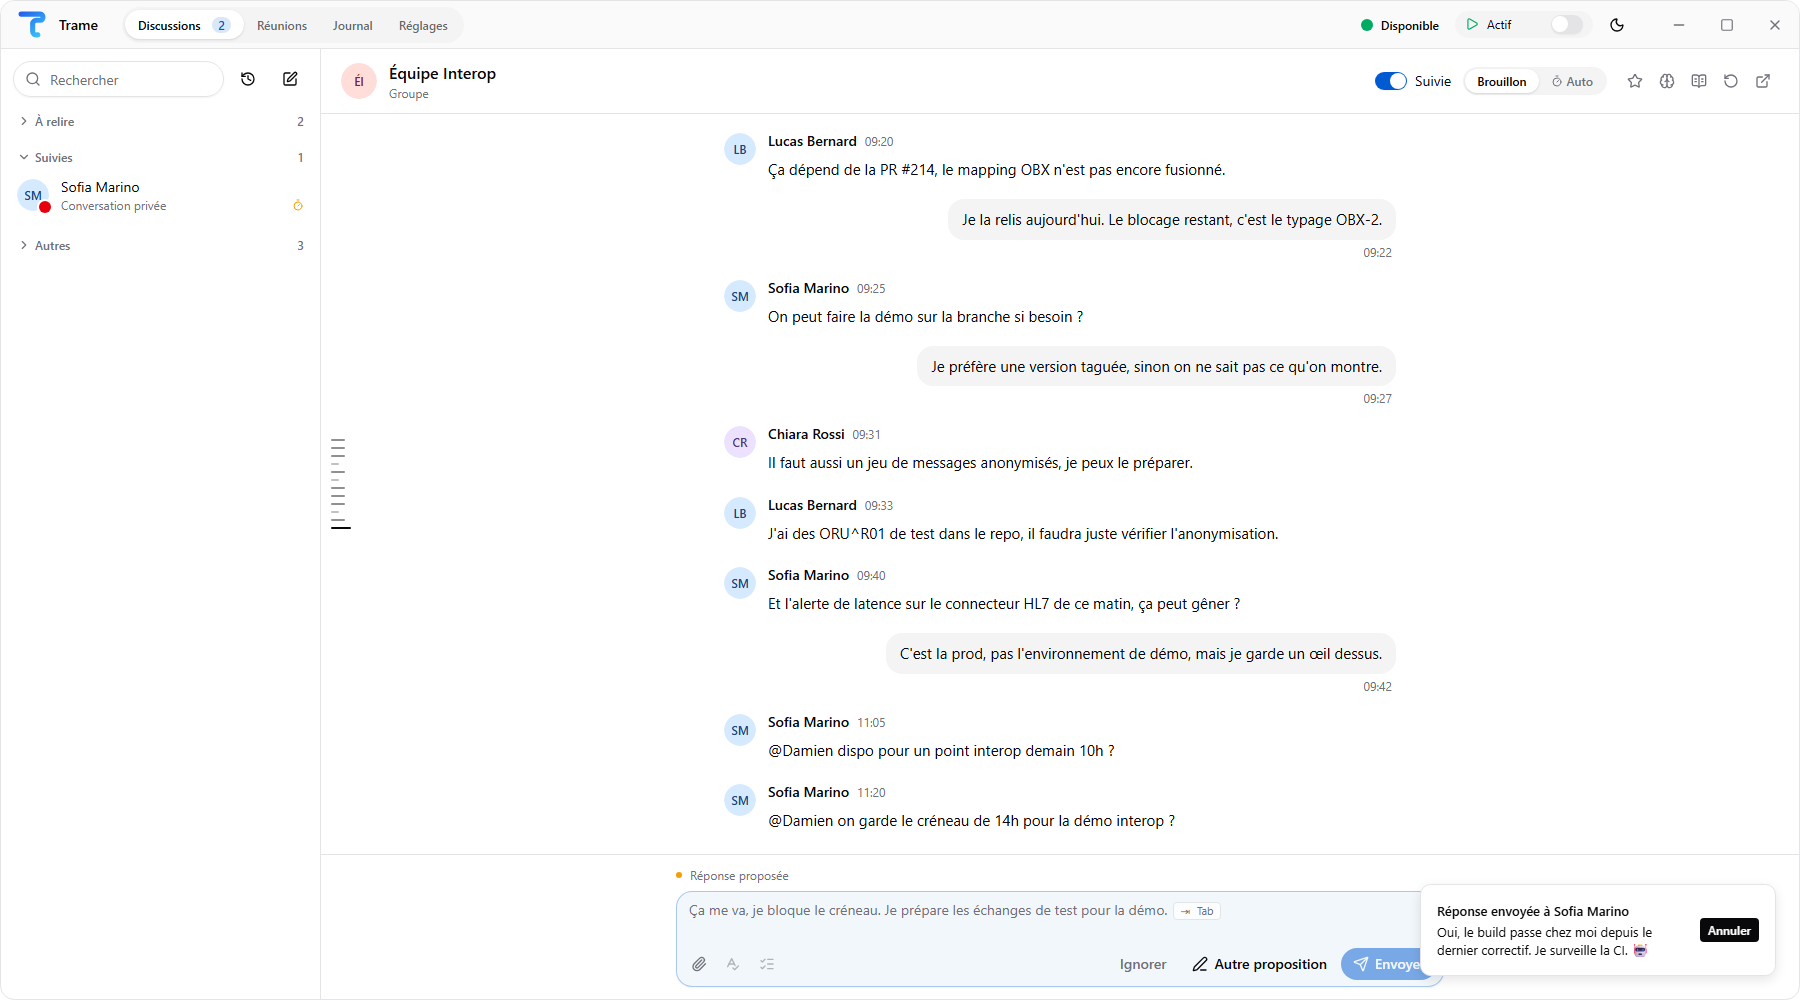 Trame
Discussions 2
Réunions
Journal
Réglages
Disponible
Actif
Rechercher
À relire 2
Suivies 1
SM
Sofia Marino
Conversation privée
Autres 3
ÉI
Équipe Interop
Groupe
Suivie
Brouillon
Auto
LB
Lucas Bernard 09:20
Ça dépend de la PR #214, le mapping OBX n'est pas encore fusionné.
Je la relis aujourd'hui. Le blocage restant, c'est le typage OBX-2.
09:22
SM
Sofia Marino 09:25
On peut faire la démo sur la branche si besoin ?
Je préfère une version taguée, sinon on ne sait pas ce qu'on montre.
09:27
CR
Chiara Rossi 09:31
Il faut aussi un jeu de messages anonymisés, je peux le préparer.
LB
Lucas Bernard 09:33
J'ai des ORU^R01 de test dans le repo, il faudra juste vérifier l'anonymisation.
SM
Sofia Marino 09:40
Et l'alerte de latence sur le connecteur HL7 de ce matin, ça peut gêner ?
C'est la prod, pas l'environnement de démo, mais je garde un œil dessus.
09:42
SM
Sofia Marino 11:05
@Damien dispo pour un point interop demain 10h ?
SM
Sofia Marino 11:20
@Damien on garde le créneau de 14h pour la démo interop ?
Réponse proposée
Ça me va, je bloque le créneau. Je prépare les échanges de test pour la démo. Tab
Ignorer
Autre proposition
Envoye
Réponse envoyée à Sofia Marino
Oui, le build passe chez moi depuis le
dernier correctif. Je surveille la CI.
Annuler